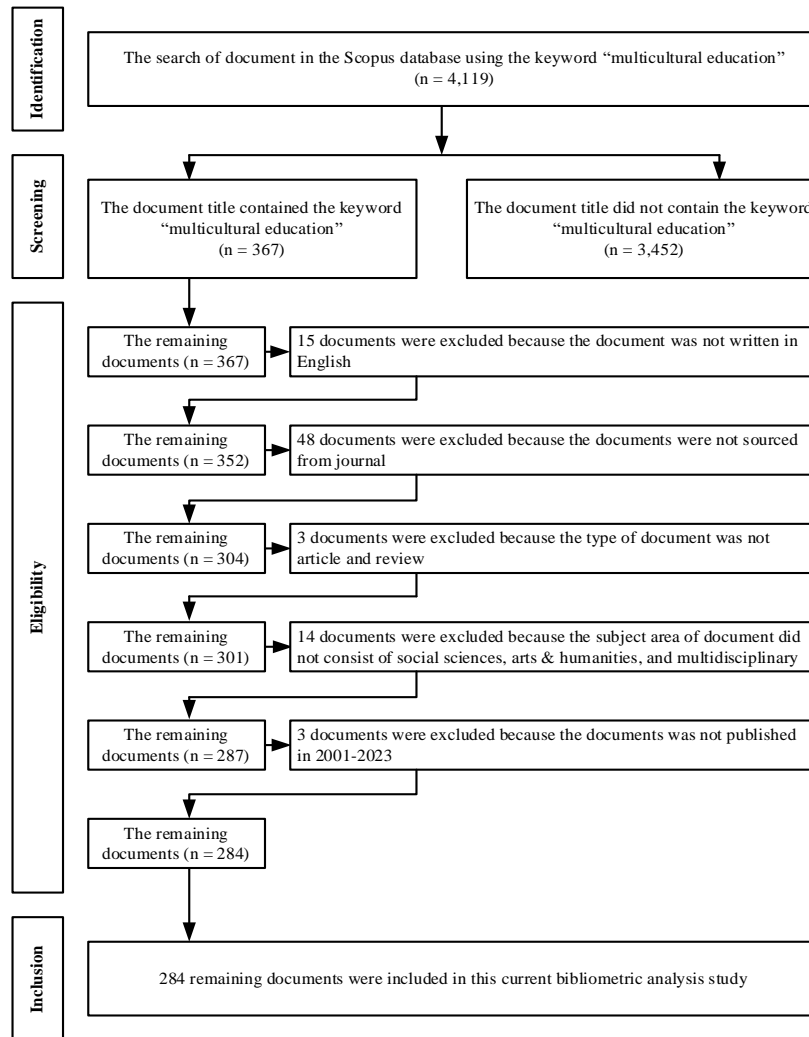 Identification
The search of document in the Scopus database using the keyword “multicultural education”
(n = 4,119)
Screening
The document title contained the keyword
“multicultural education”
(n = 367)
The document title did not contain the keyword
“multicultural education”
(n = 3,452)
Eligibility
The remaining
documents (n = 367)
15 documents were excluded because the document was not written in
English
The remaining
documents (n = 352)
48 documents were excluded because the documents were not sourced
from journal
The remaining
documents (n = 304)
3 documents were excluded because the type of document was not
article and review
The remaining
documents (n = 301)
14 documents were excluded because the subject area of document did
not consist of social sciences, arts & humanities, and multidisciplinary
The remaining
documents (n = 287)
3 documents were excluded because the documents was not published
in 2001-2023
The remaining
documents (n = 284)
Inclusion
284 remaining documents were included in this current bibliometric analysis study